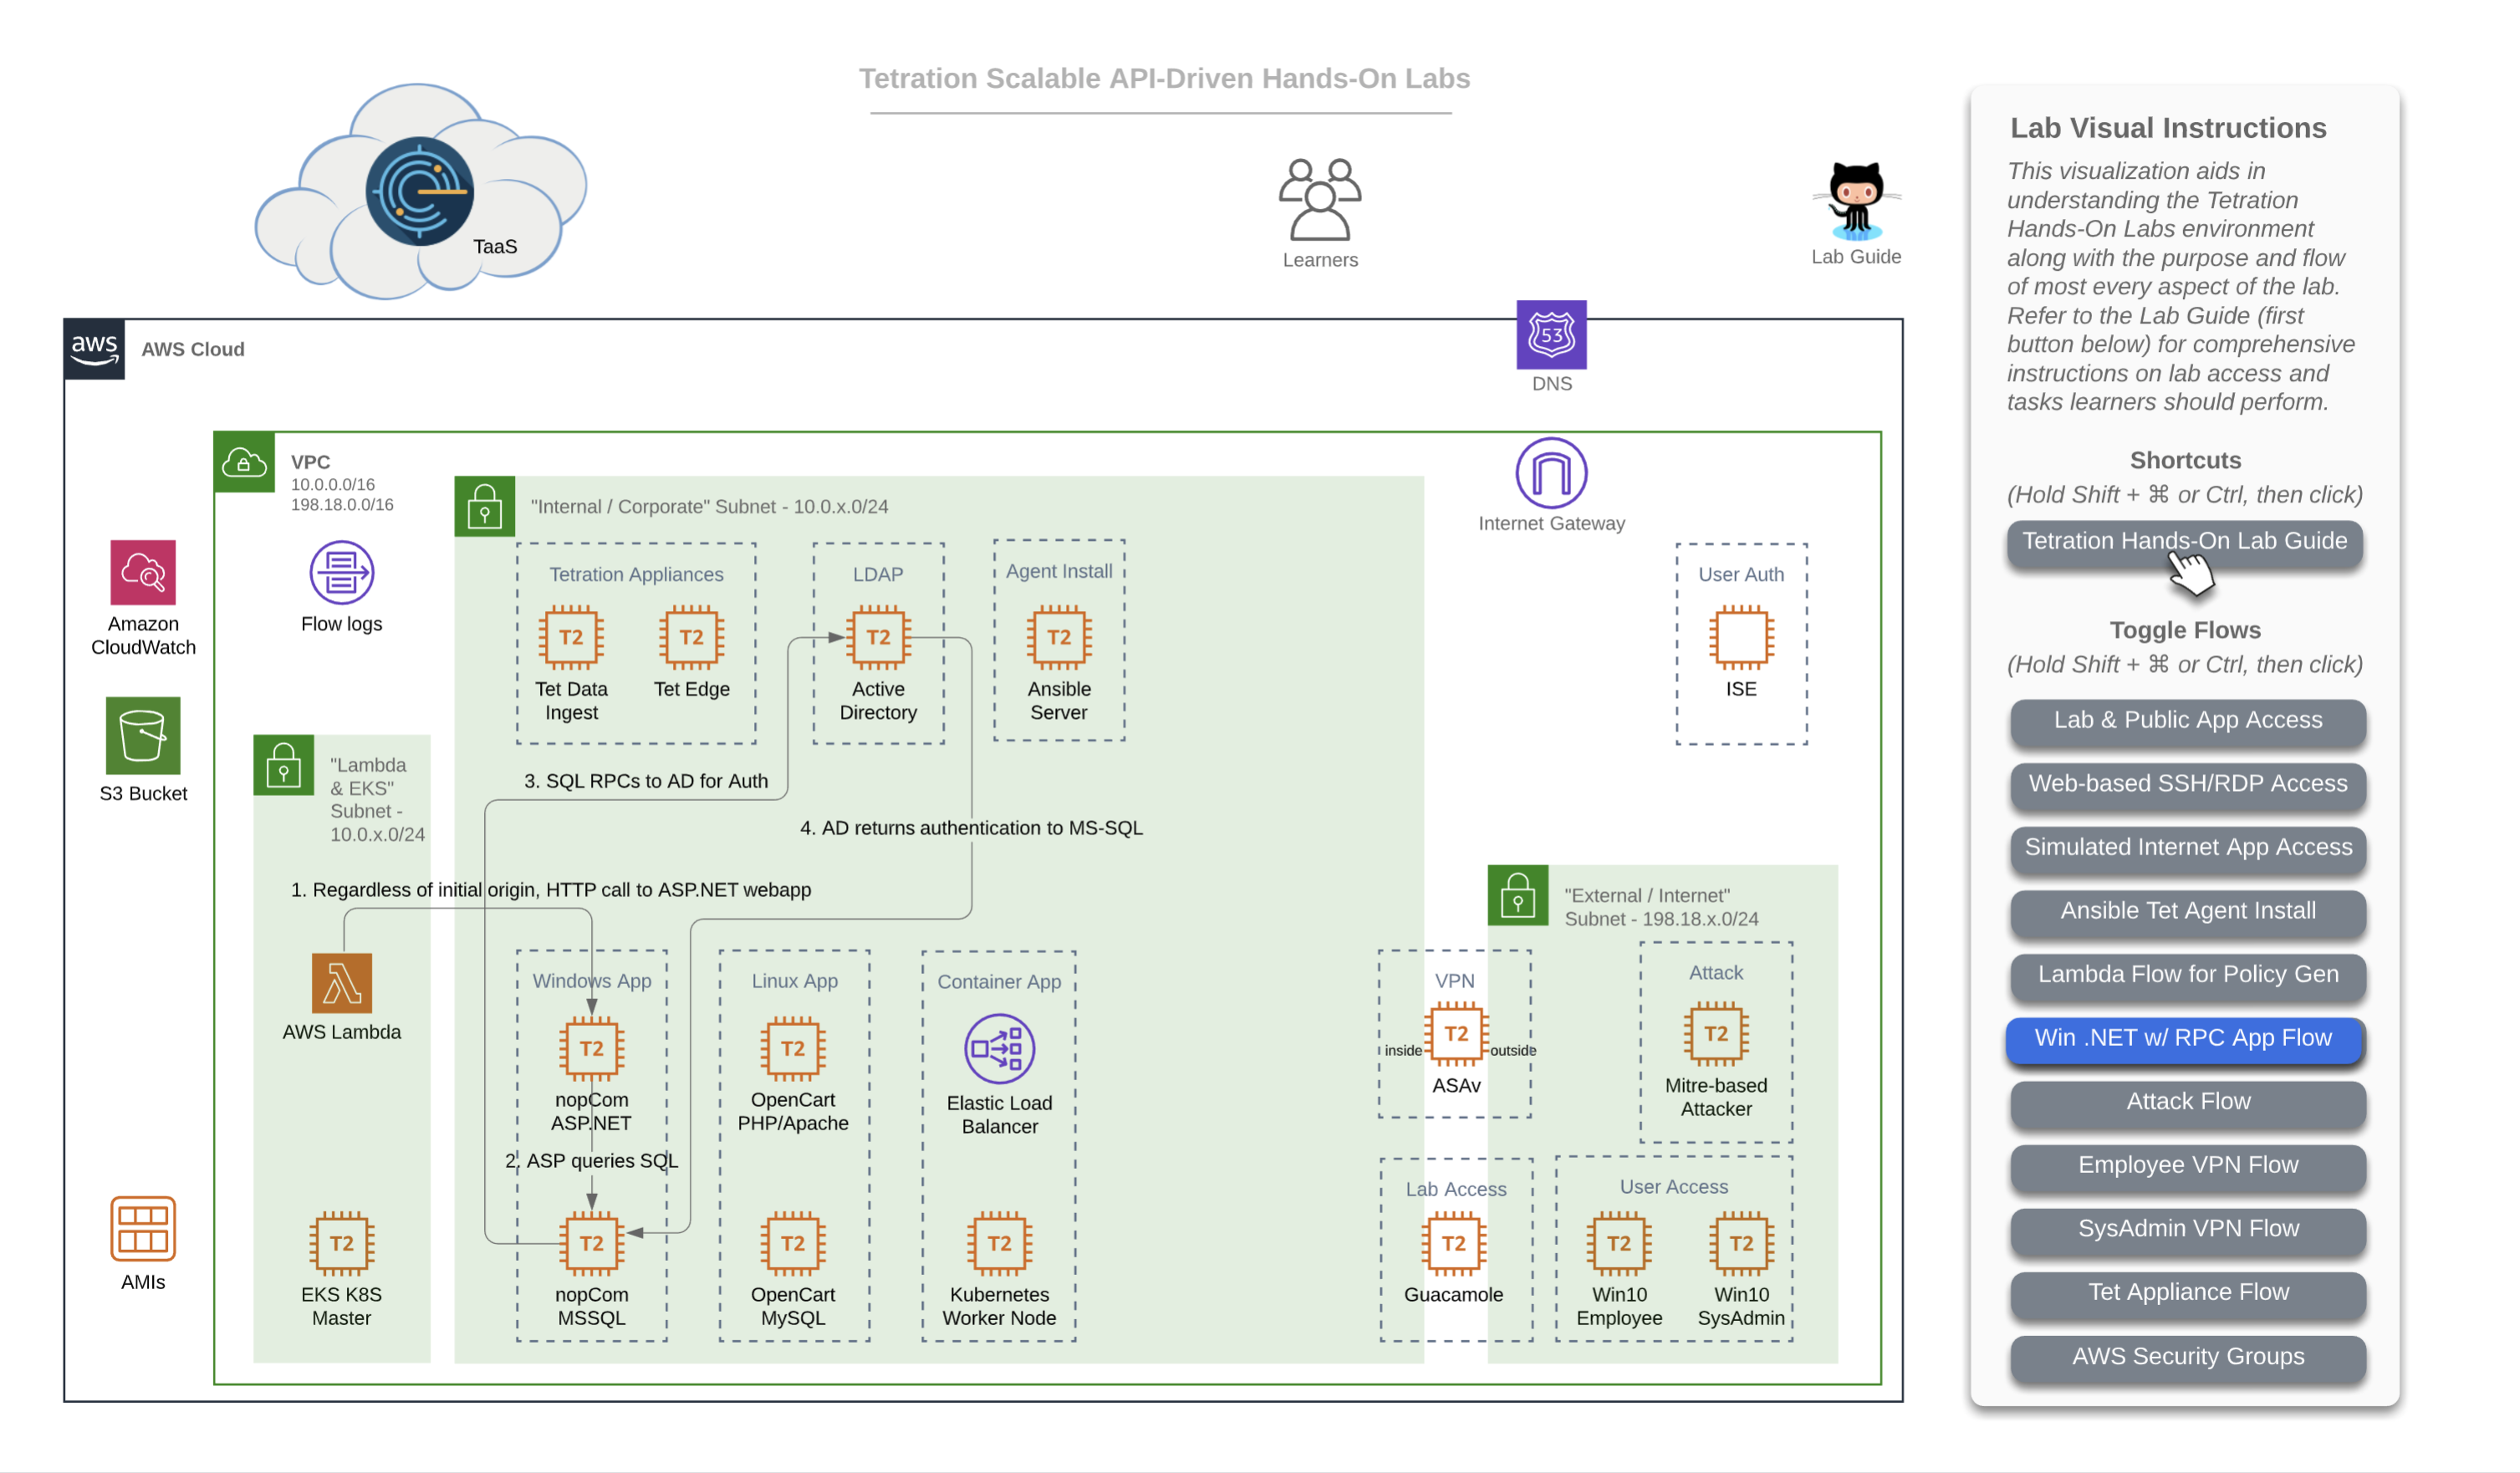 Tetration Scalable API-Driven Hands-On Labs
TaaS
Learners
Lab Guide
aws
AWS Cloud
53
DNS
VPC
10.0.0.0/16
198.18.0.0/16
"Internal / Corporate" Subnet - 10.0.x.0/24
Internet Gateway
Amazon
CloudWatch
Flow logs
Tetration Appliances
T2
Tet Data
Ingest
T2
Tet Edge
LDAP
T2
Active
Directory
Agent Install
T2
Ansible
Server
User Auth
ISE
S3 Bucket
"Lambda
& EKS"
Subnet -
10.0.x.0/24
3. SQL RPCs to AD for Auth
4. AD returns authentication to MS-SQL
1. Regardless of initial origin, HTTP call to ASP.NET webapp
"External / Internet"
Subnet - 198.18.x.0/24
AWS Lambda
Windows App
T2
nopCom
ASP.NET
2. ASP queries SQL
T2
nopCom
MSSQL
Linux App
T2
OpenCart
PHP/Apache
T2
OpenCart
MySQL
Container App
Elastic Load
Balancer
T2
Kubernetes
Worker Node
VPN
inside
T2
outside
ASAv
Attack
T2
Mitre-based
Attacker
AMIs
T2
EKS K8S
Master
Lab Access
T2
Guacamole
User Access
T2
Win10
Employee
T2
Win10
SysAdmin
Lab Visual Instructions
This visualization aids in
understanding the Tetration
Hands-On Labs environment
along with the purpose and flow
of most every aspect of the lab.
Refer to the Lab Guide (first
button below) for comprehensive
instructions on lab access and
tasks learners should perform.
Shortcuts
(Hold Shift + ⌘ or Ctrl, then click)
Tetration Hands-On Lab Guide
Toggle Flows
(Hold Shift + ⌘ or Ctrl, then click)
Lab & Public App Access
Web-based SSH/RDP Access
Simulated Internet App Access
Ansible Tet Agent Install
Lambda Flow for Policy Gen
Win .NET w/ RPC App Flow
Attack Flow
Employee VPN Flow
SysAdmin VPN Flow
Tet Appliance Flow
AWS Security Groups